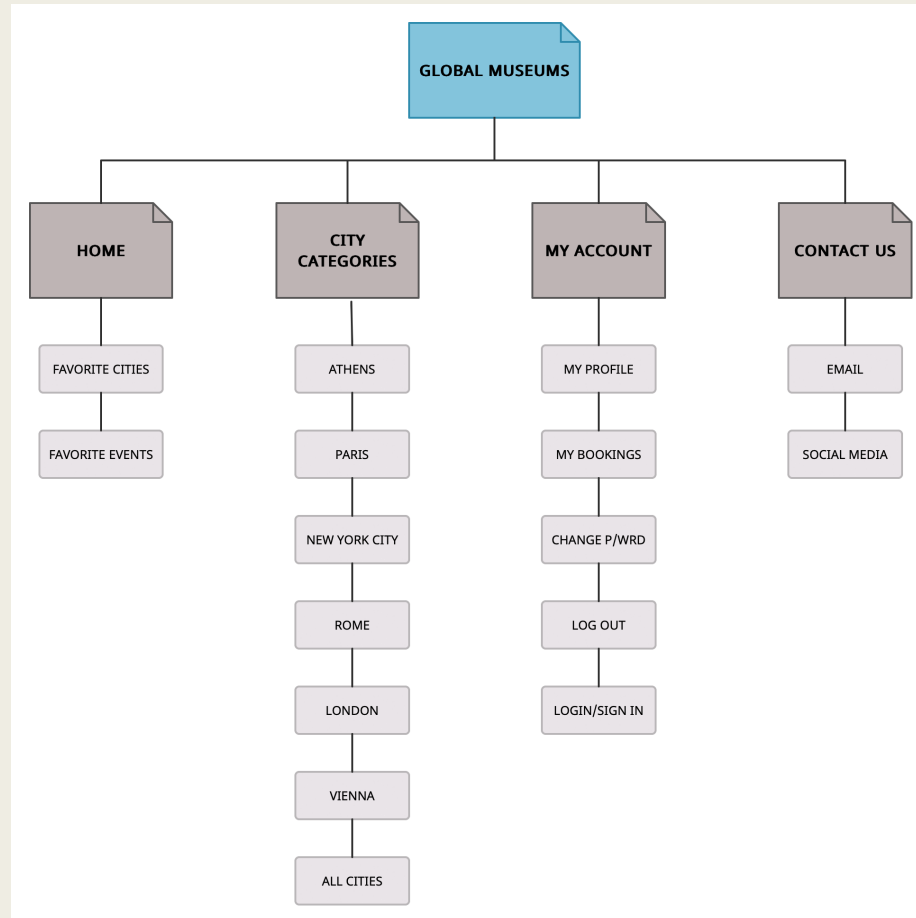 GLOBAL MUSEUMS
HOME
CITY
CATEGORIES
MY ACCOUNT
CONTACT US
FAVORITE CITIES
FAVORITE EVENTS
ATHENS
PARIS
NEW YORK CITY
ROME
LONDON
VIENNA
ALL CITIES
MY PROFILE
MY BOOKINGS
CHANGE P/WRD
LOG OUT
LOGIN/SIGN IN
EMAIL
SOCIAL MEDIA